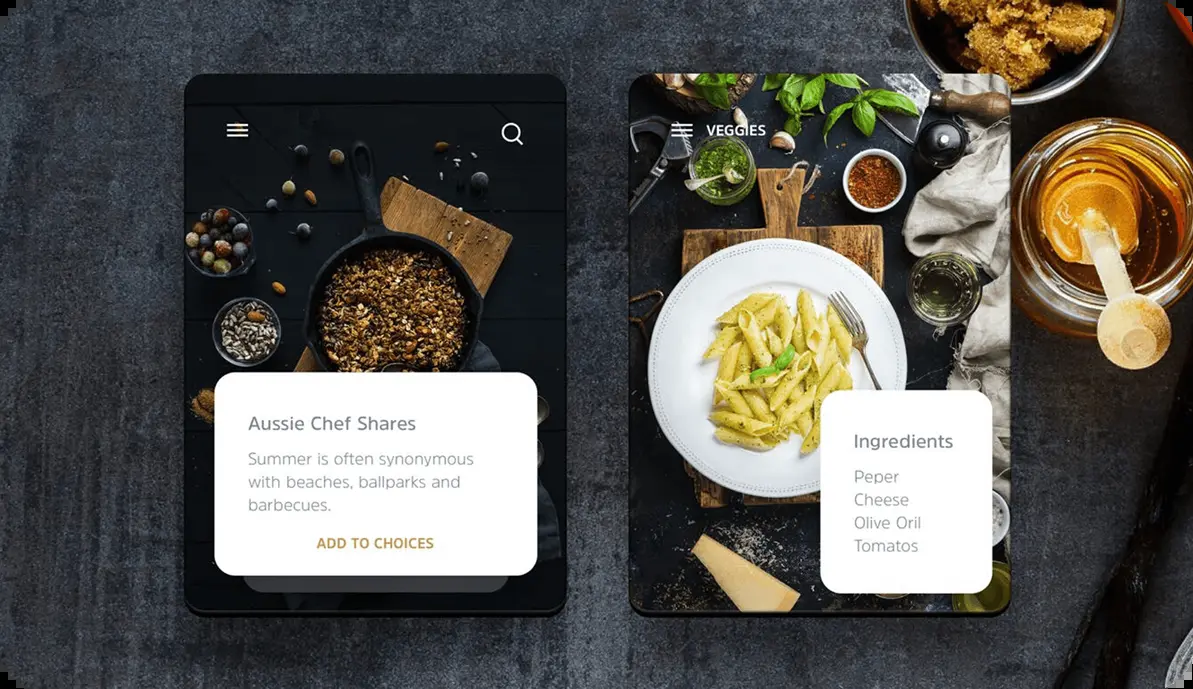 Aussie Chef Shares
Summer is often synonymous
with beaches, ballparks and
barbecues.
ADD TO CHOICES
VEGGIES
Ingredients
Peper
Cheese
Olive Oril
Tomatos